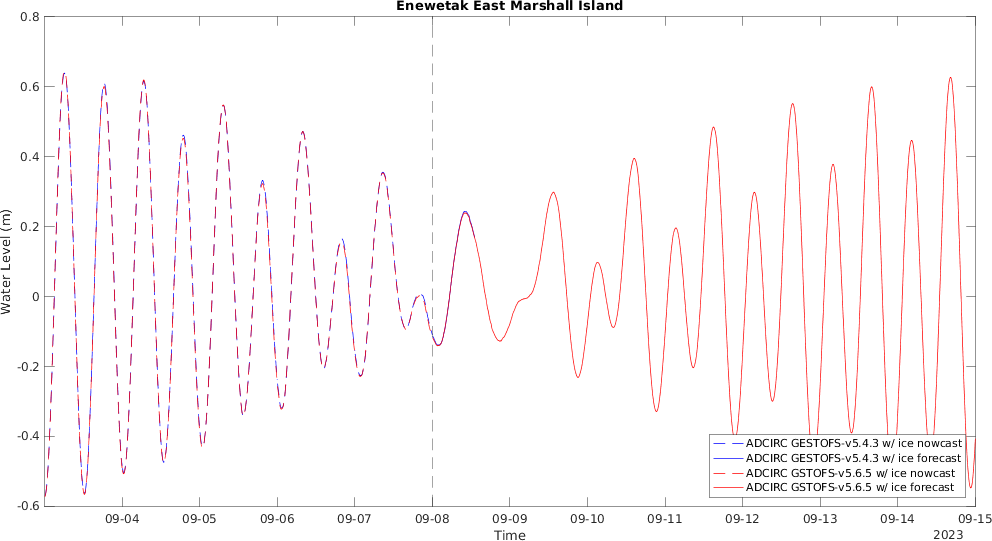 Enewetak East Marshall Island
0.8
0.6
0.4
0.2
0
-0.2
-0.4
-0.6
Water Level (m)
ADCIRC GESTOFS-v5.4.3 w/ ice nowcast
ADCIRC GESTOFS-v5.4.3 w/ ice forecast
ADCIRC GSTOFS-v5.6.5 w/ ice nowcast
ADCIRC GSTOFS-v5.6.5 w/ ice forecast
09-04 09-05 09-06 09-07 09-08 09-09 09-10 09-11 09-12 09-13 09-14 09-15
Time
2023